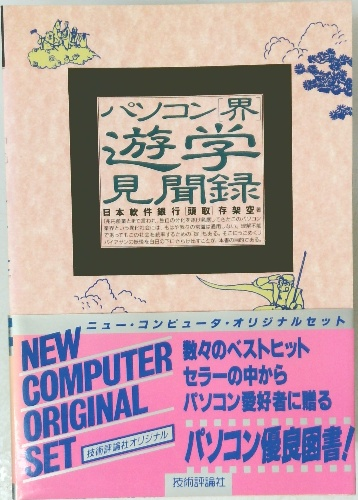 パソコン「界」
遊学
見聞録
日本軟件銀行「頭取」存架空 著
ニュー・コンピュータ・オリジナルセット
NEW
COMPUTER
ORIGINAL
SET
技術評論社オリジナル
数々のベストヒット
セラーの中から
パソコン愛好者に贈る
パソコン優良図書!
技術評論社